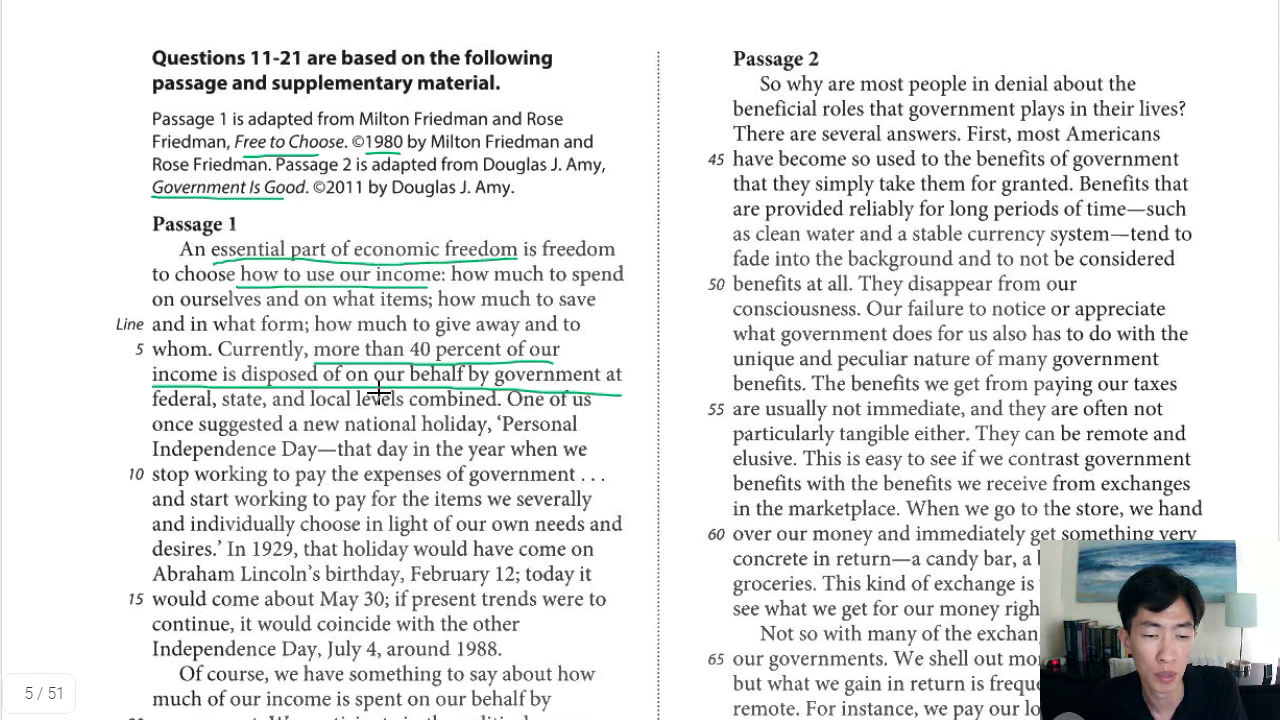 Questions 11-21 are based on the following
passage and supplementary material.
Passage 1 is adapted from Milton Friedman and Rose
Friedman, Free to Choose. ©1980 by Milton Friedman and
Rose Friedman. Passage 2 is adapted from Douglas J. Amy,
Government Is Good. ©2011 by Douglas J. Amy.
Passage 1
An essential part of economic freedom is freedom
to choose how to use our income: how much to spend
on ourselves and on what items; how much to save
Line and in what form; how much to give away and to
5 whom. Currently, more than 40 percent of our
income is disposed of on our behalf by government at
federal, state, and local levels combined. One of us
once suggested a new national holiday, ‘Personal
Independence Day—that day in the year when we
10 stop working to pay the expenses of government . . .
and start working to pay for the items we severally
and individually choose in light of our own needs and
desires.’ In 1929, that holiday would have come on
Abraham Lincoln’s birthday, February 12; today it
15 would come about May 30; if present trends were to
continue, it would coincide with the other
Independence Day, July 4, around 1988.
Of course, we have something to say about how
much of our income is spent on our behalf by
Passage 2
So why are most people in denial about the
beneficial roles that government plays in their lives?
There are several answers. First, most Americans
45 have become so used to the benefits of government
that they simply take them for granted. Benefits that
are provided reliably for long periods of time—such
as clean water and a stable currency system—tend to
fade into the background and to not be considered
50 benefits at all. They disappear from our
consciousness. Our failure to notice or appreciate
what government does for us also has to do with the
unique and peculiar nature of many government
benefits. The benefits we get from paying our taxes
55 are usually not immediate, and they are often not
particularly tangible either. They can be remote and
elusive. This is easy to see if we contrast government
benefits with the benefits we receive from exchanges
in the marketplace. When we go to the store, we hand
60 over our money and immediately get something very
concrete in return—a candy bar, a
groceries. This kind of exchange is
see what we get for our money
Not so with many of the
65 our governments. We shell out
but what we gain in return is
remote. For instance, we pay our
5 / 51